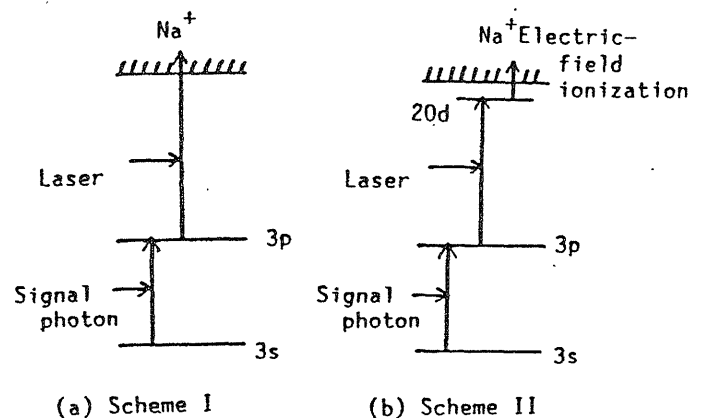 Na+
Laser
3p
Signal
photon
3s
(a) Scheme I
Na+ Electric-
field
ionization
20d
Laser
3p
Signal
photon
3s
(b) Scheme II